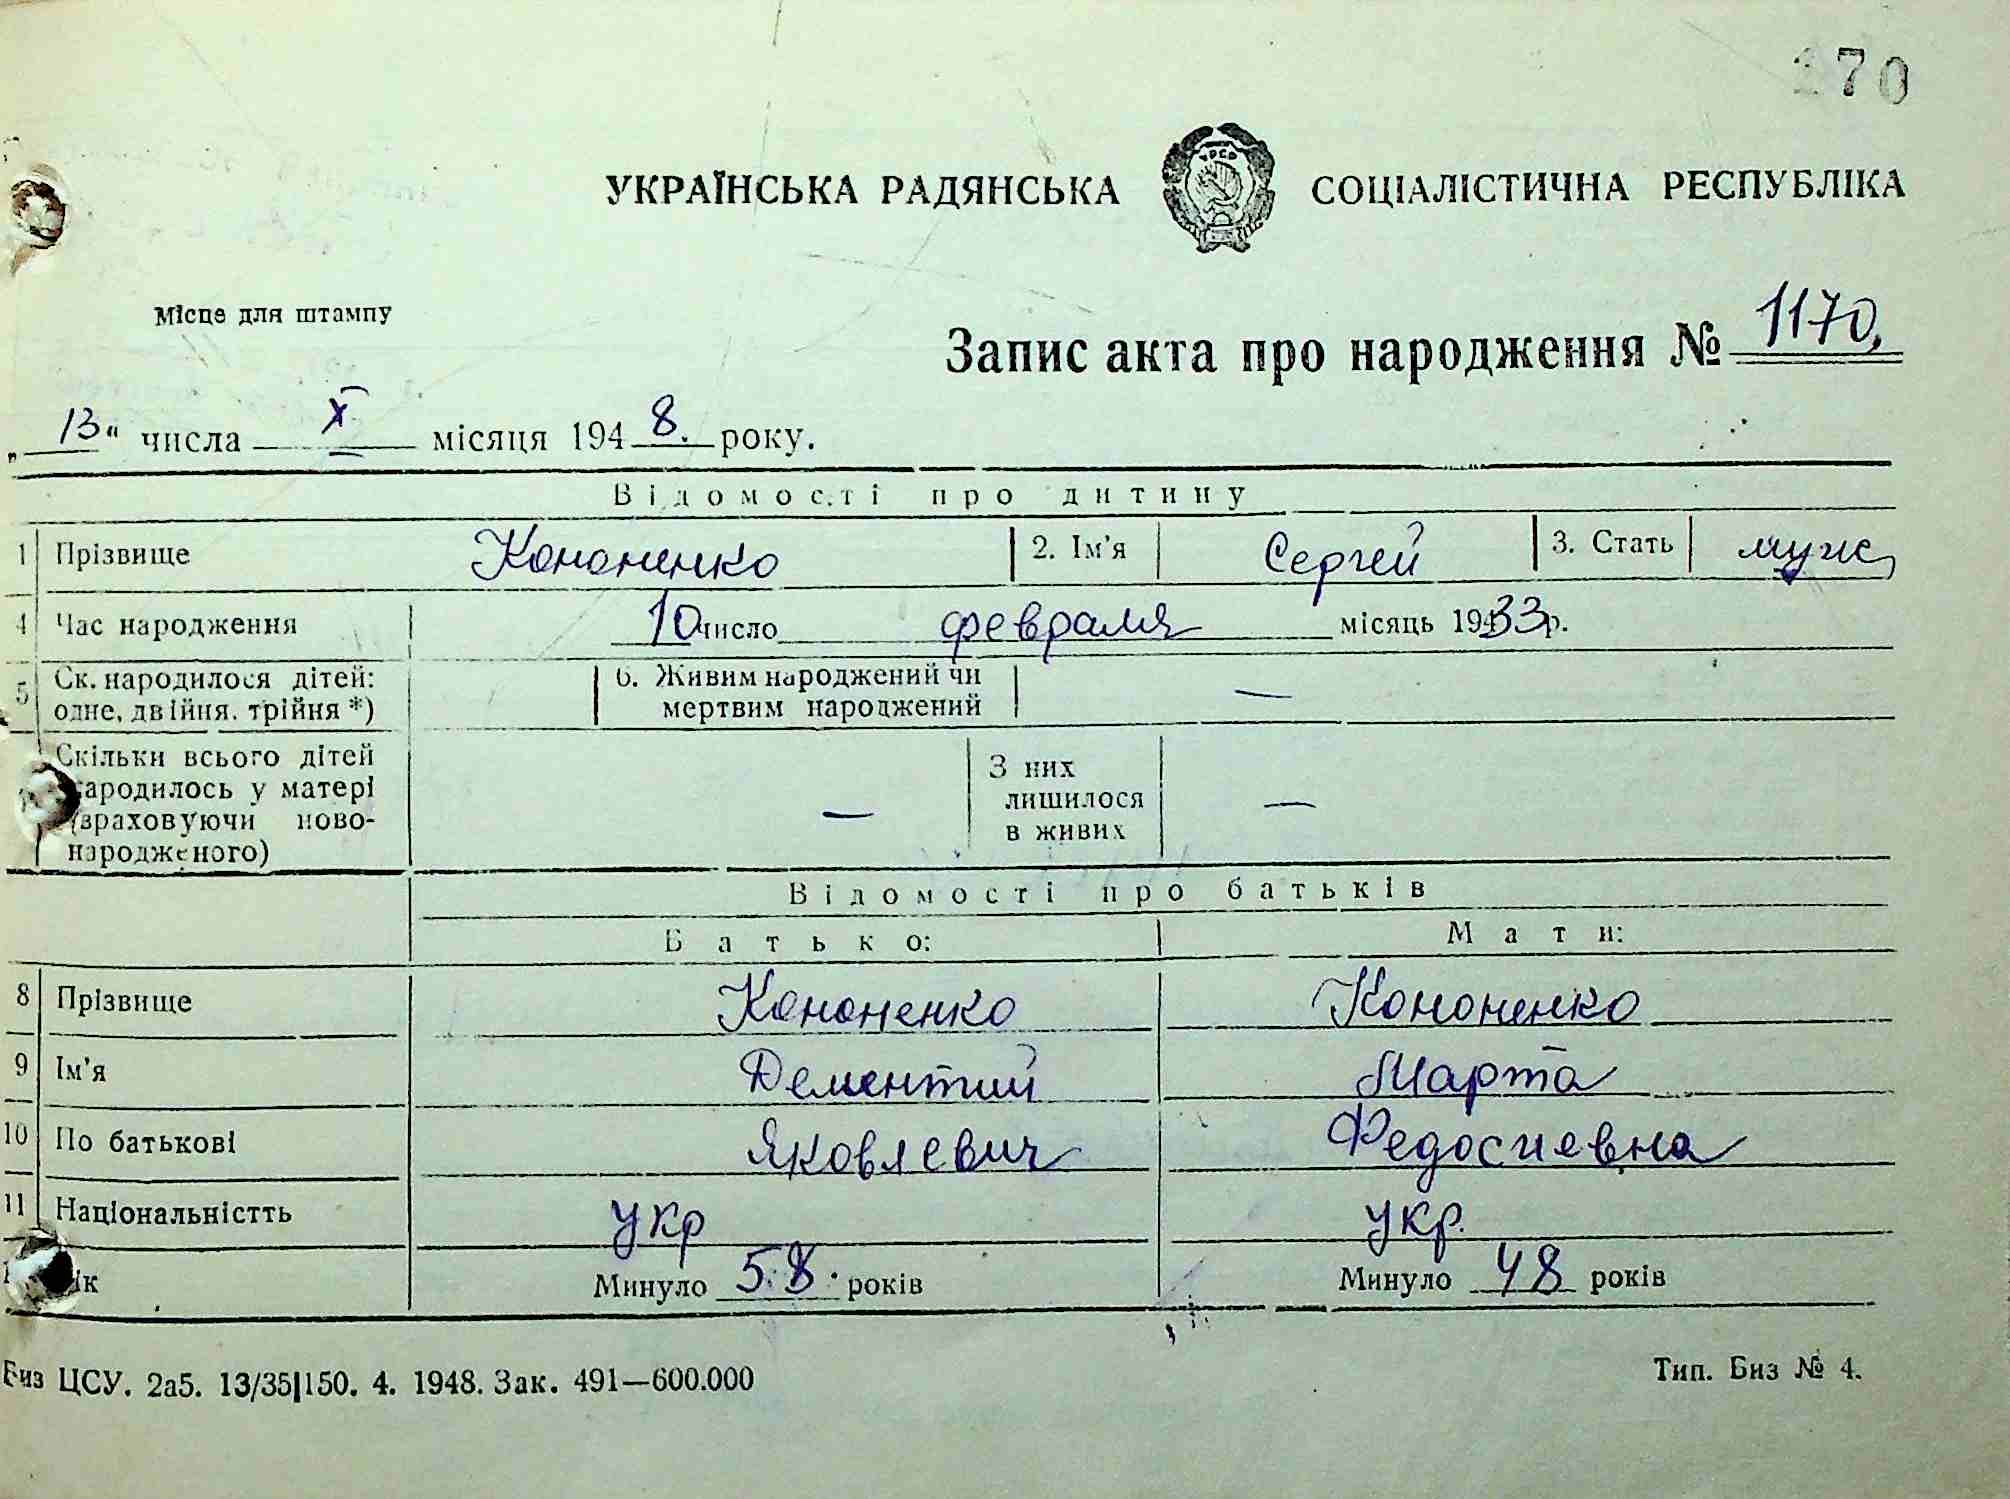 270
УКРАЇНСЬКА РАДЯНСЬКА СОЦІАЛІСТИЧНА РЕСПУБЛІКА
УРСР
Місце для штампу
Запис акта про народження № 1170.
„ 13 “ числа X місяця 1948. року.
Відомості про дитину
1 Прізвище Кононенко 2. Ім'я Сергей 3. Стать муж,
4 Час народження 10 число февраля місяць 1933 р.
5 Ск. народилося дітей: 6. Живим народжений чи —
одне, двійня, трійня *) мертвим народжений
Скільки всього дітей З них
народилось у матері — лишилося —
(враховуючи ново- в живих
народженого)
Відомості про батьків
Батько: Мати:
8 Прізвище Кононенко Кононенко
9 Ім'я Дементий Марта
10 По батькові Яковлевич Федосиевна
11 Національністть укр укр.
ік Минуло 58. років Минуло 48 років
Биз ЦСУ. 2а5. 13/35|150. 4. 1948. Зак. 491—600.000 Тип. Биз № 4.